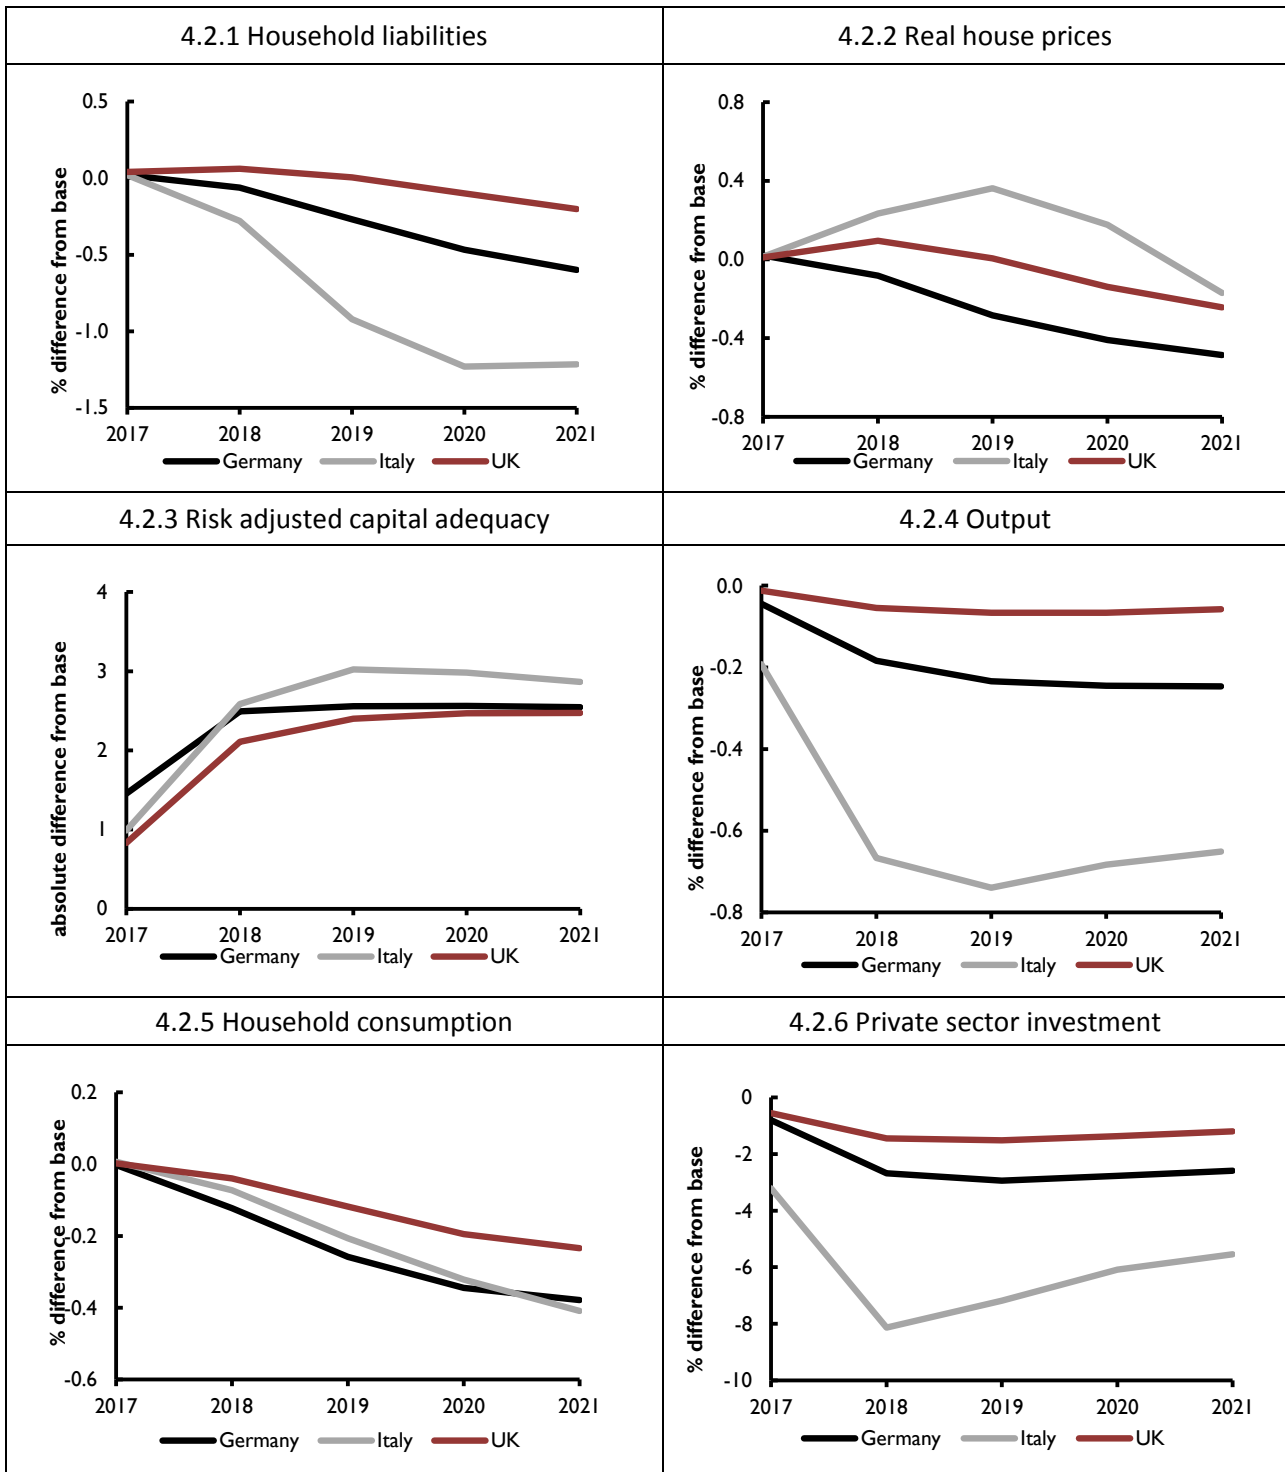 4.2.1 Household liabilities
4.2.2 Real house prices
% difference from base
0.5
0.0
-0.5
-1.0
-1.5
2017 2018 2019 2020 2021
Germany Italy UK
% difference from base
0.8
0.4
0.0
-0.4
-0.8
2017 2018 2019 2020 2021
Germany Italy UK
4.2.3 Risk adjusted capital adequacy
4.2.4 Output
absolute difference from base
4
3
2
1
0
2017 2018 2019 2020 2021
Germany Italy UK
% difference from base
0.0
-0.2
-0.4
-0.6
-0.8
2017 2018 2019 2020 2021
Germany Italy UK
4.2.5 Household consumption
4.2.6 Private sector investment
% difference from base
0.2
0.0
-0.2
-0.4
-0.6
2017 2018 2019 2020 2021
Germany Italy UK
% difference from base
0
-2
-4
-6
-8
-10
2017 2018 2019 2020 2021
Germany Italy UK